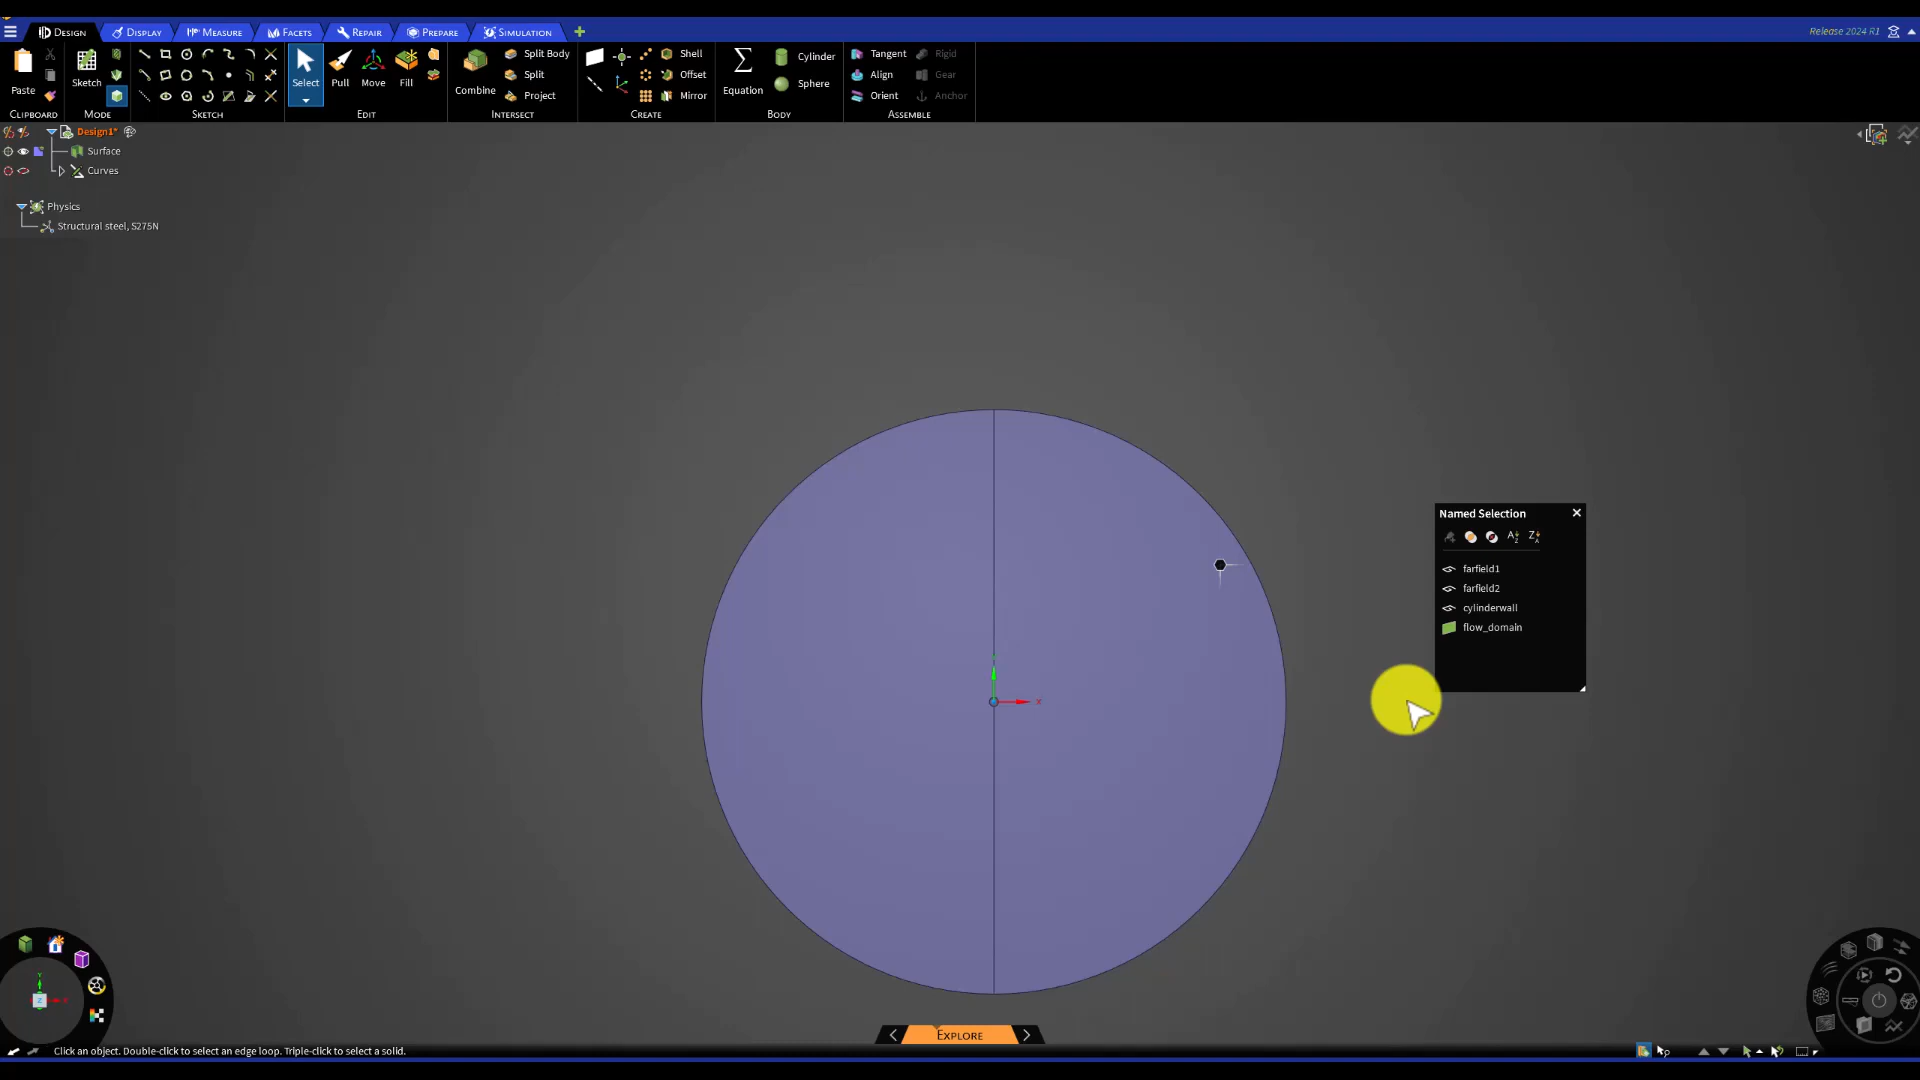 DESIGN DISPLAY MEASURE FACETS REPAIR PREPARE SIMULATION Release 2024 R1
Split Body Shell Cylinder Tangent Rigid
Paste Sketch Select Pull Move Fill Combine Split Offset Equation Sphere Align Gear
Project Mirror Orient Anchor
CLIPBOARD MODE SKETCH EDIT INTERSECT CREATE BODY ASSEMBLE
Design1*
Surface
Curves
Physics
Structural steel, S275N
x
Named Selection
farfield1
farfield2
cylinderwall
flow_domain
Y
Z X
EXPLORE
Click an object. Double-click to select an edge loop. Triple-click to select a solid.